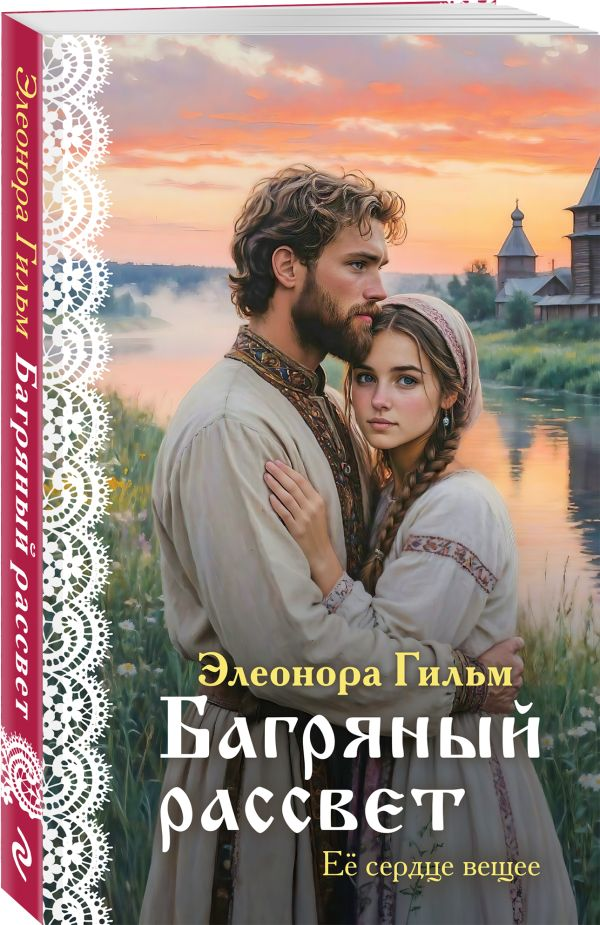 Элеонора Гильм
Багряный
рассвет
Её сердце вещее
Элеонора Гильм Багряный рассвет